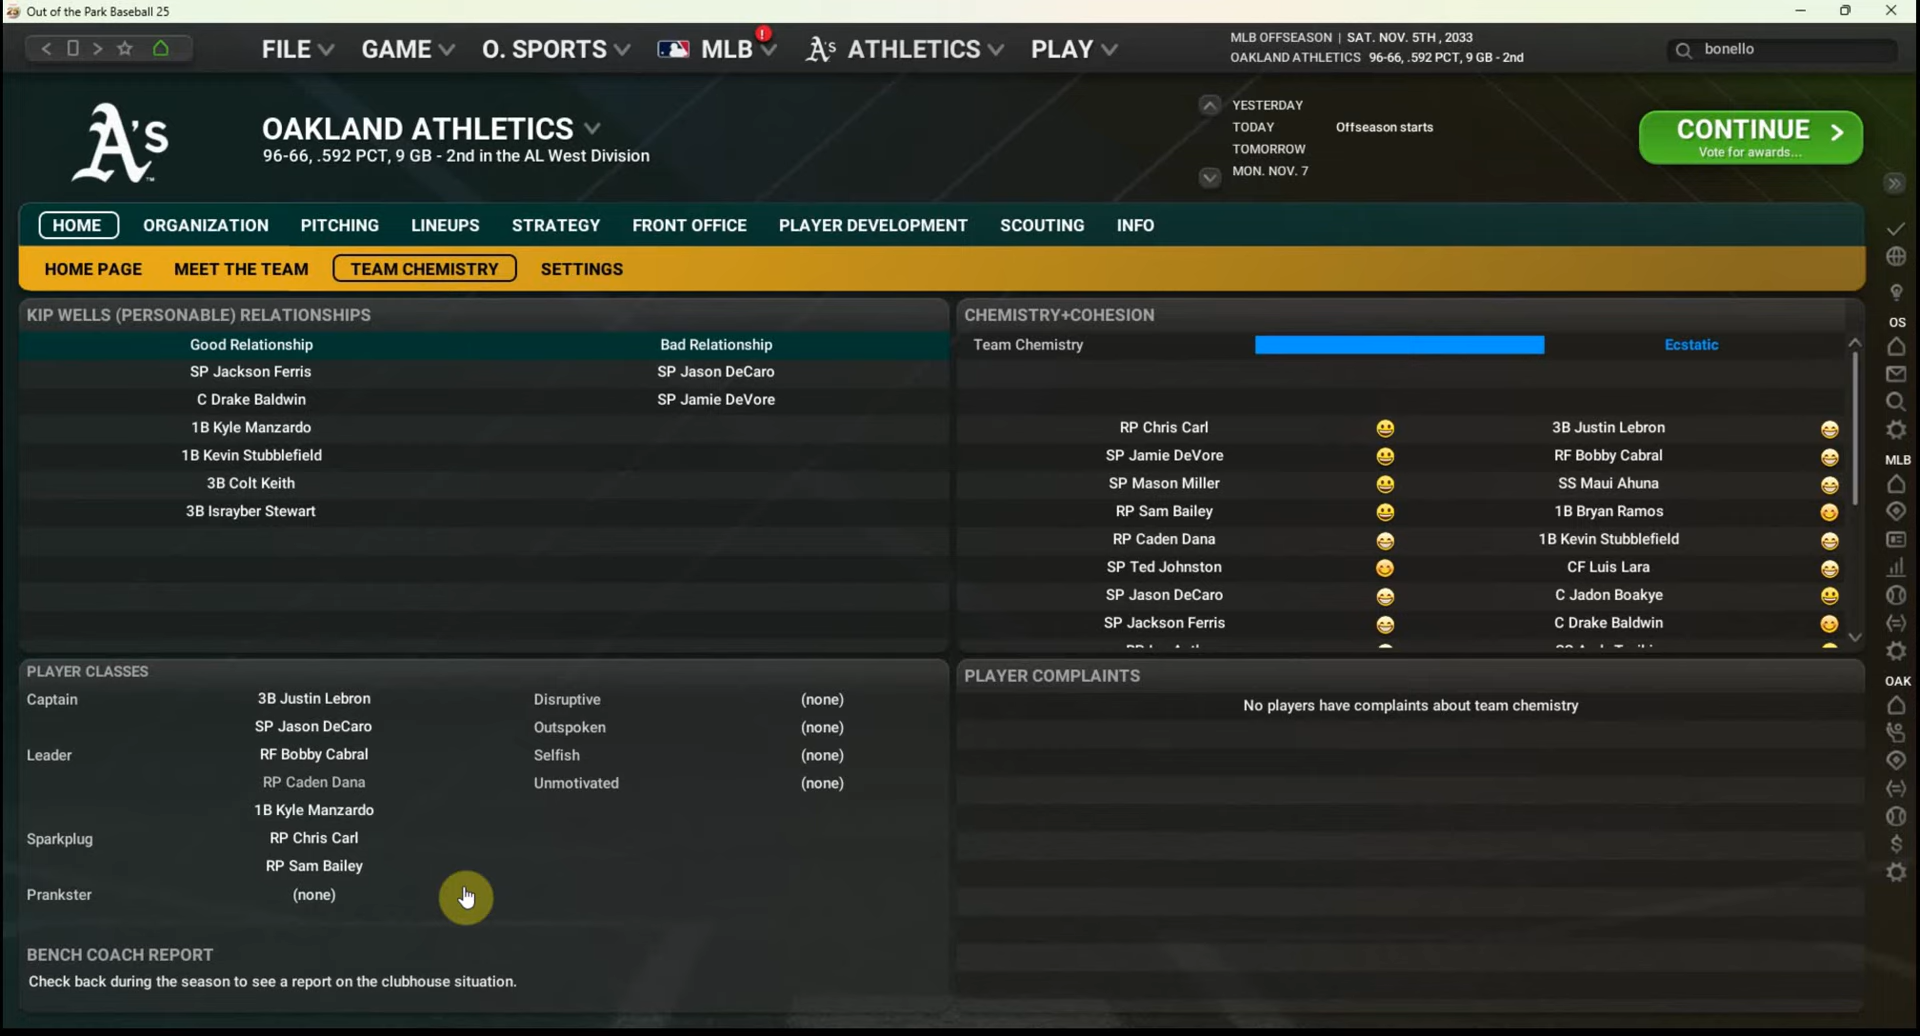 Out of the Park Baseball 25
FILE GAME O. SPORTS MLB ! A's ATHLETICS PLAY
MLB OFFSEASON | SAT. NOV. 5TH , 2033
OAKLAND ATHLETICS 96-66, .592 PCT, 9 GB - 2nd
bonello
A's
OAKLAND ATHLETICS
96-66, .592 PCT, 9 GB - 2nd in the AL West Division
YESTERDAY
TODAY Offseason starts
TOMORROW
MON. NOV. 7
CONTINUE
Vote for awards...
HOME ORGANIZATION PITCHING LINEUPS STRATEGY FRONT OFFICE PLAYER DEVELOPMENT SCOUTING INFO
HOME PAGE MEET THE TEAM TEAM CHEMISTRY SETTINGS
KIP WELLS (PERSONABLE) RELATIONSHIPS
Good Relationship Bad Relationship
SP Jackson Ferris SP Jason DeCaro
C Drake Baldwin SP Jamie DeVore
1B Kyle Manzardo
1B Kevin Stubblefield
3B Colt Keith
3B Israyber Stewart
CHEMISTRY+COHESION
Team Chemistry Ecstatic
RP Chris Carl 3B Justin Lebron
SP Jamie DeVore RF Bobby Cabral
SP Mason Miller SS Maui Ahuna
RP Sam Bailey 1B Bryan Ramos
RP Caden Dana 1B Kevin Stubblefield
SP Ted Johnston CF Luis Lara
SP Jason DeCaro C Jadon Boakye
SP Jackson Ferris C Drake Baldwin
PLAYER CLASSES
Captain 3B Justin Lebron Disruptive (none)
SP Jason DeCaro Outspoken (none)
Leader RF Bobby Cabral Selfish (none)
RP Caden Dana Unmotivated (none)
1B Kyle Manzardo
Sparkplug RP Chris Carl
RP Sam Bailey
Prankster (none)
BENCH COACH REPORT
Check back during the season to see a report on the clubhouse situation.
PLAYER COMPLAINTS
No players have complaints about team chemistry
OS
MLB
OAK